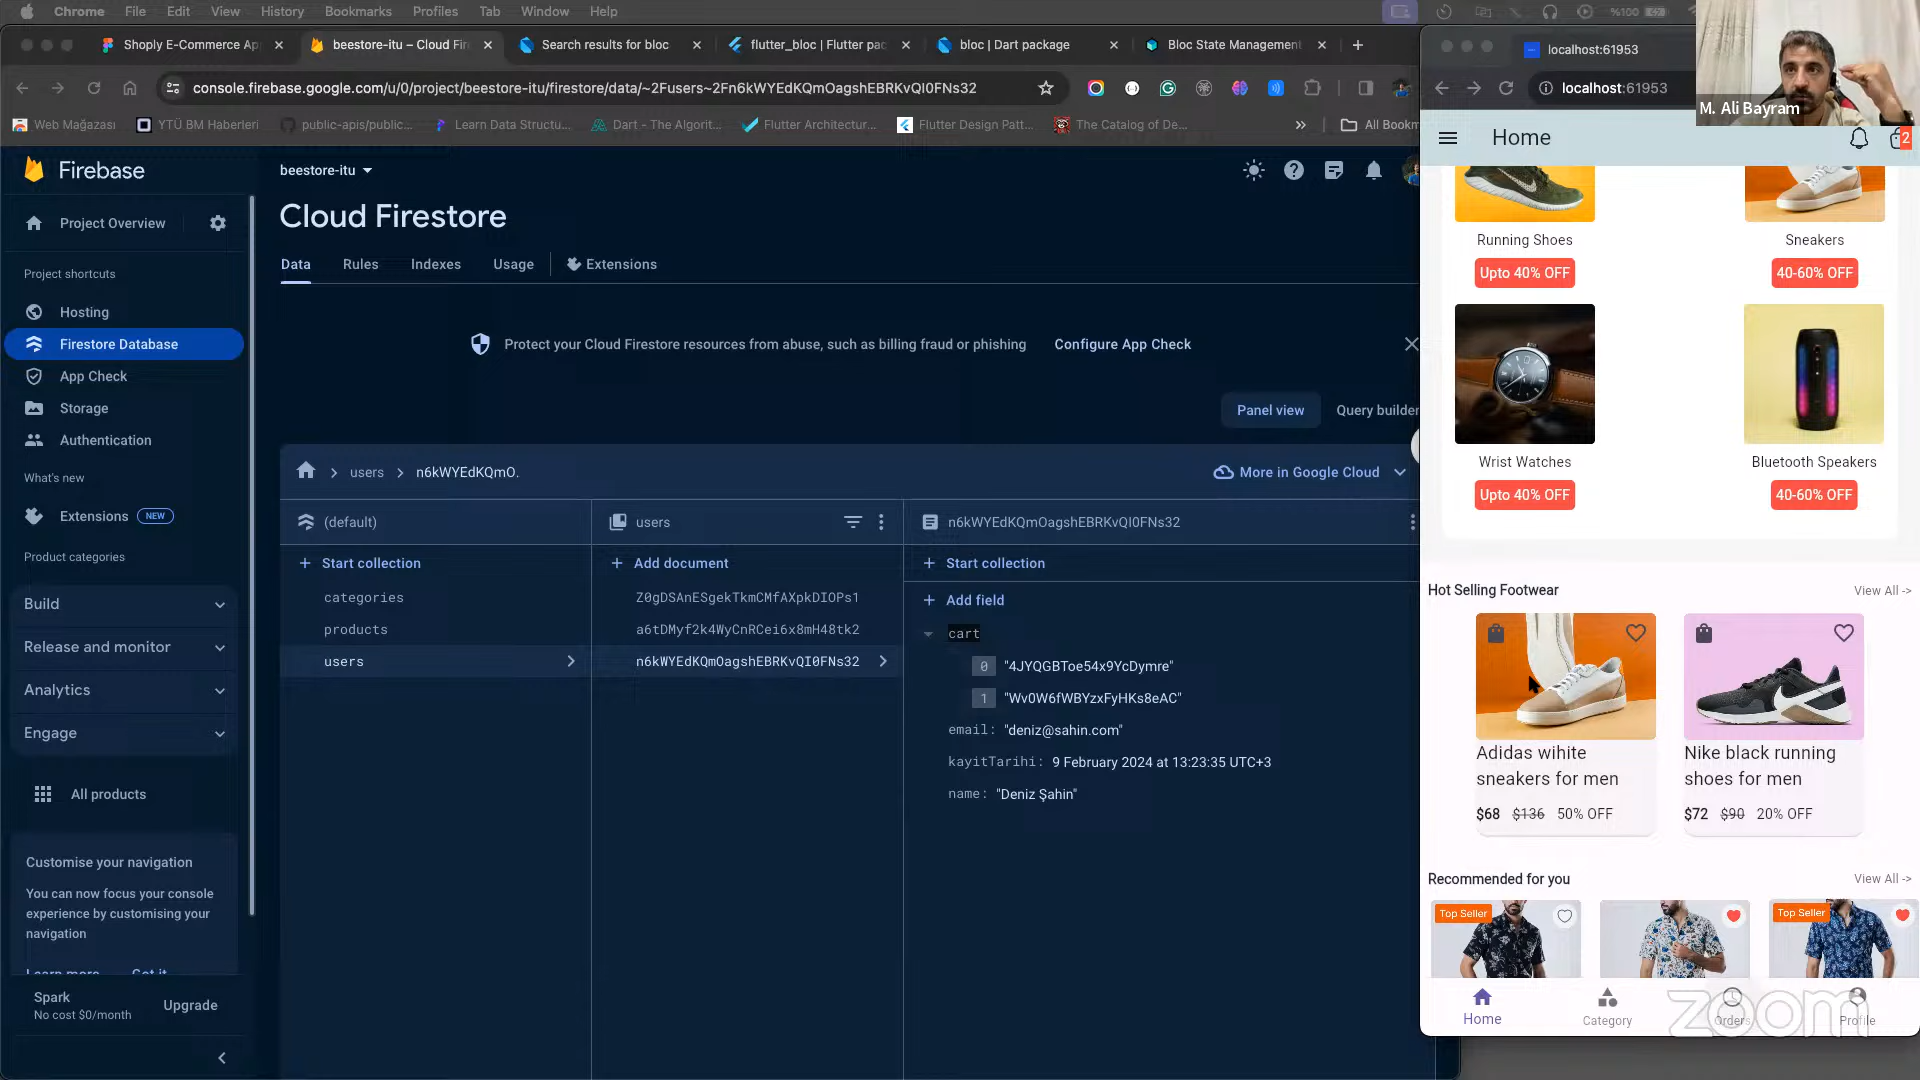 Chrome File Edit View History Bookmarks Profiles Tab Window Help
%100
Shoply E-Commerce Ap
beestore-itu – Cloud Fir
Search results for bloc
flutter_bloc | Flutter pac
bloc | Dart package
Bloc State Management
console.firebase.google.com/u/0/project/beestore-itu/firestore/data/~2Fusers~2Fn6kWYEdKQmOagshEBRKvQI0FNs32
Web Mağazası
YTÜ BM Haberleri
public-apis/public...
Learn Data Structu...
Dart - The Algorit...
Flutter Architectur...
Flutter Design Patt...
The Catalog of De...
All Bookm
Firebase
Project Overview
Project shortcuts
Hosting
Firestore Database
App Check
Storage
Authentication
What's new
Extensions NEW
Product categories
Build
Release and monitor
Analytics
Engage
All products
Customise your navigation
You can now focus your console
experience by customising your
navigation
Learn more Got it
Spark
No cost $0/month
Upgrade
beestore-itu
Cloud Firestore
Data Rules Indexes Usage Extensions
Protect your Cloud Firestore resources from abuse, such as billing fraud or phishing Configure App Check
Panel view Query builder
users n6kWYEdKQmO.
More in Google Cloud
(default)
Start collection
categories
products
users
users
Add document
Z0gDSAnESgekTkmCMfAXpkDIOPs1
a6tDMyf2k4WyCnRCei6x8mH48tk2
n6kWYEdKQmOagshEBRKvQI0FNs32
n6kWYEdKQmOagshEBRKvQI0FNs32
Start collection
Add field
cart
0 "4JYQGBToe54x9YcDymre"
1 "Wv0W6fWBYzxFyHKs8eAC"
email: "deniz@sahin.com"
kayitTarihi: 9 February 2024 at 13:23:35 UTC+3
name: "Deniz Şahin"
localhost:61953
localhost:61953
M. Ali Bayram
Home
2
Running Shoes
Upto 40% OFF
Sneakers
40-60% OFF
Wrist Watches
Upto 40% OFF
Bluetooth Speakers
40-60% OFF
Hot Selling Footwear
View All ->
Adidas wihite
sneakers for men
$68 $136 50% OFF
Nike black running
shoes for men
$72 $90 20% OFF
Recommended for you
View All ->
Top Seller
Top Seller
Home
Category
Orders
Profile
zoom